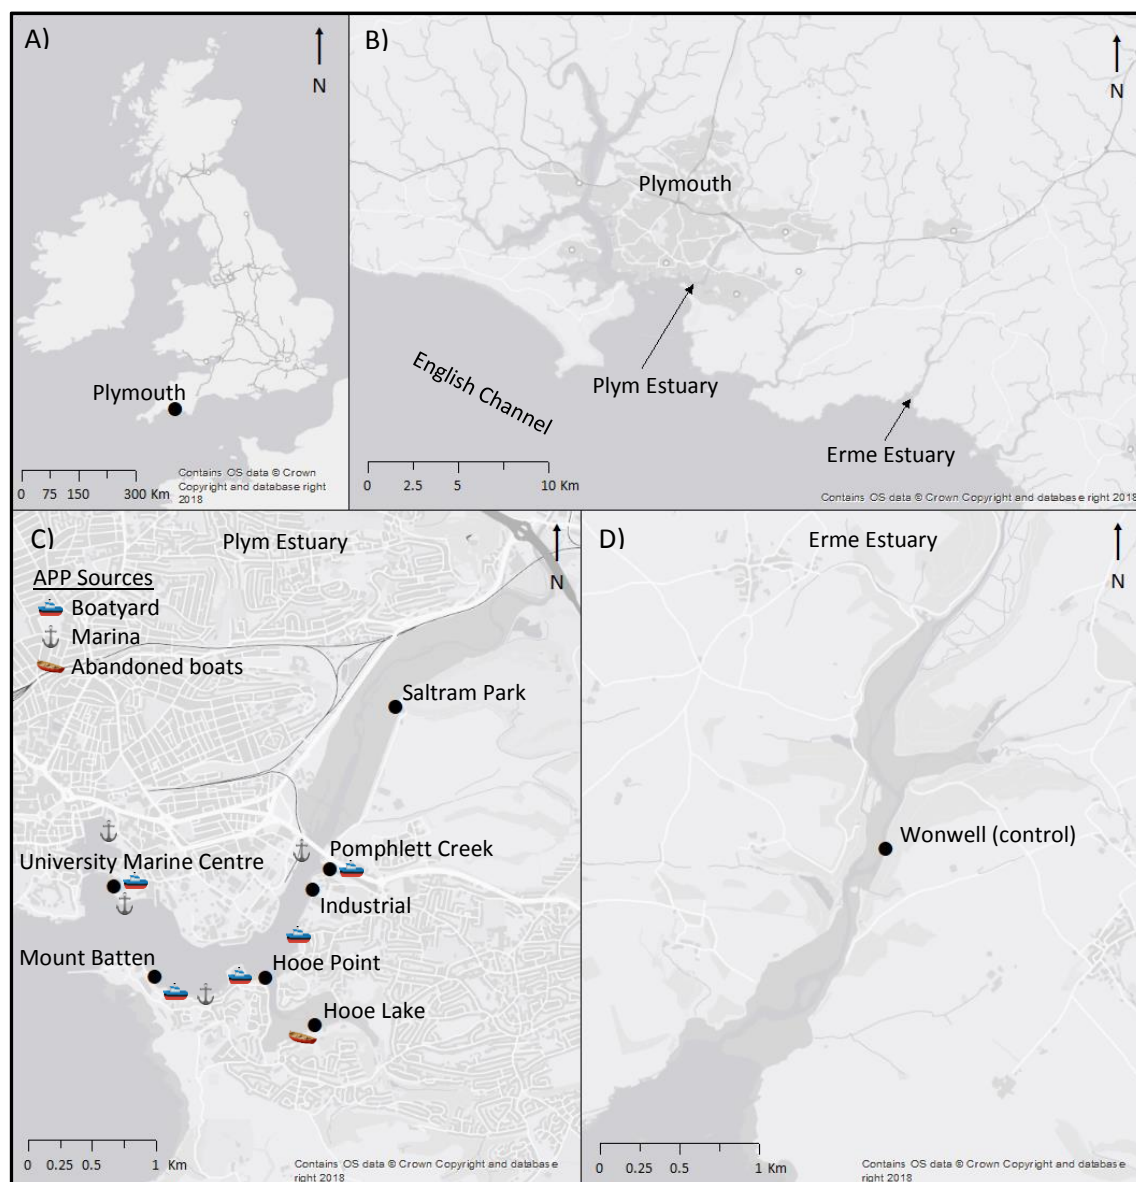 A)
N
Plymouth
0 75 150 300 Km
Contains OS data © Crown
Copyright and database right
2018
B)
N
Plymouth
English Channel
Plym Estuary
Erme Estuary
0 2.5 5 10 Km
Contains OS data © Crown Copyright and database right 2018
C)
Plym Estuary
N
APP Sources
Boatyard
Marina
Abandoned boats
Saltram Park
Pomphlett Creek
University Marine Centre
Industrial
Mount Batten
Hooe Point
Hooe Lake
0 0.25 0.5 1 Km
Contains OS data © Crown Copyright and database
right 2018
D)
Erme Estuary
N
Wonwell (control)
0 0.25 0.5 1 Km
Contains OS data © Crown Copyright and database
right 2018